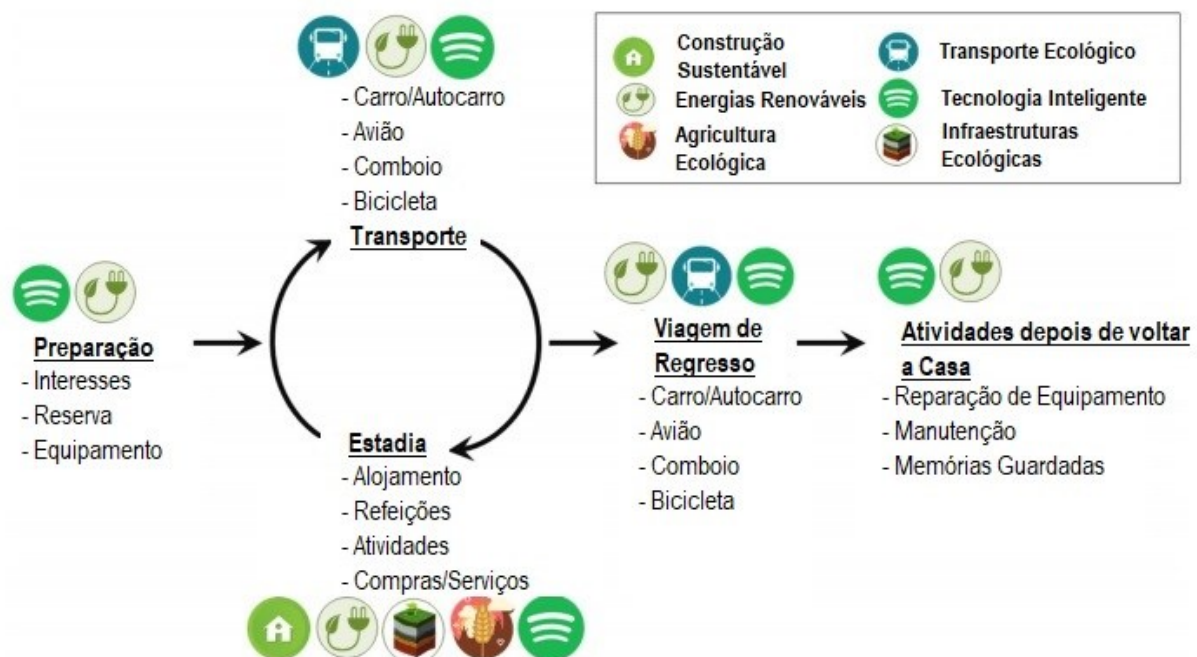 Construção
Sustentável
Energias Renováveis
Agricultura
Ecológica
Transporte Ecológico
Tecnologia Inteligente
Infraestruturas
Ecológicas
- Carro/Autocarro
- Avião
- Comboio
- Bicicleta
Transporte
Preparação
- Interesses
- Reserva
- Equipamento
Estadia
- Alojamento
- Refeições
- Atividades
- Compras/Serviços
Viagem de
Regresso
- Carro/Autocarro
- Avião
- Comboio
- Bicicleta
Atividades depois de voltar
a Casa
- Reparação de Equipamento
- Manutenção
- Memórias Guardadas